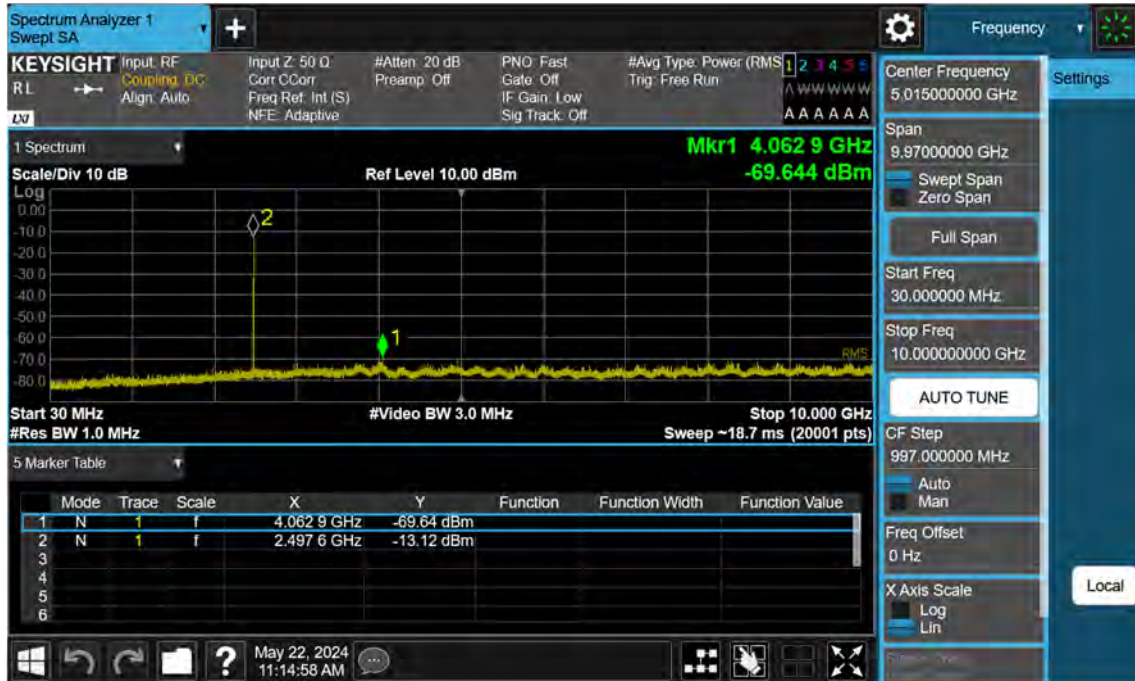 Spectrum Analyzer 1
Swept SA
+
Frequency
KEYSIGHT
RL
LXI
Input: RF
Coupling: DC
Align: Auto
Input Z: 50 Ω
Corr CCorr
Freq Ref: Int (S)
NFE: Adaptive
#Atten: 20 dB
Preamp: Off
PNO: Fast
Gate: Off
IF Gain: Low
Sig Track: Off
#Avg Type: Power (RMS
Trig: Free Run
1 2 3 4 5 6
A W W W W W
A A A A A A
1 Spectrum
Scale/Div 10 dB
Ref Level 10.00 dBm
Mkr1 4.062 9 GHz
-69.644 dBm
Log
0.00
-10.0
-20.0
-30.0
-40.0
-50.0
-60.0
-70.0
-80.0
2
1
RMS
Start 30 MHz
#Video BW 3.0 MHz
Stop 10.000 GHz
#Res BW 1.0 MHz
Sweep ~18.7 ms (20001 pts)
5 Marker Table
Mode Trace Scale X Y Function Function Width Function Value
1 N 1 f 4.062 9 GHz -69.64 dBm
2 N 1 f 2.497 6 GHz -13.12 dBm
3
4
5
6
?
May 22, 2024
11:14:58 AM
Center Frequency
5.015000000 GHz
Settings
Span
9.97000000 GHz
Swept Span
Zero Span
Full Span
Start Freq
30.000000 MHz
Stop Freq
10.000000000 GHz
AUTO TUNE
CF Step
997.000000 MHz
Auto
Man
Freq Offset
0 Hz
X Axis Scale
Log
Lin
Local